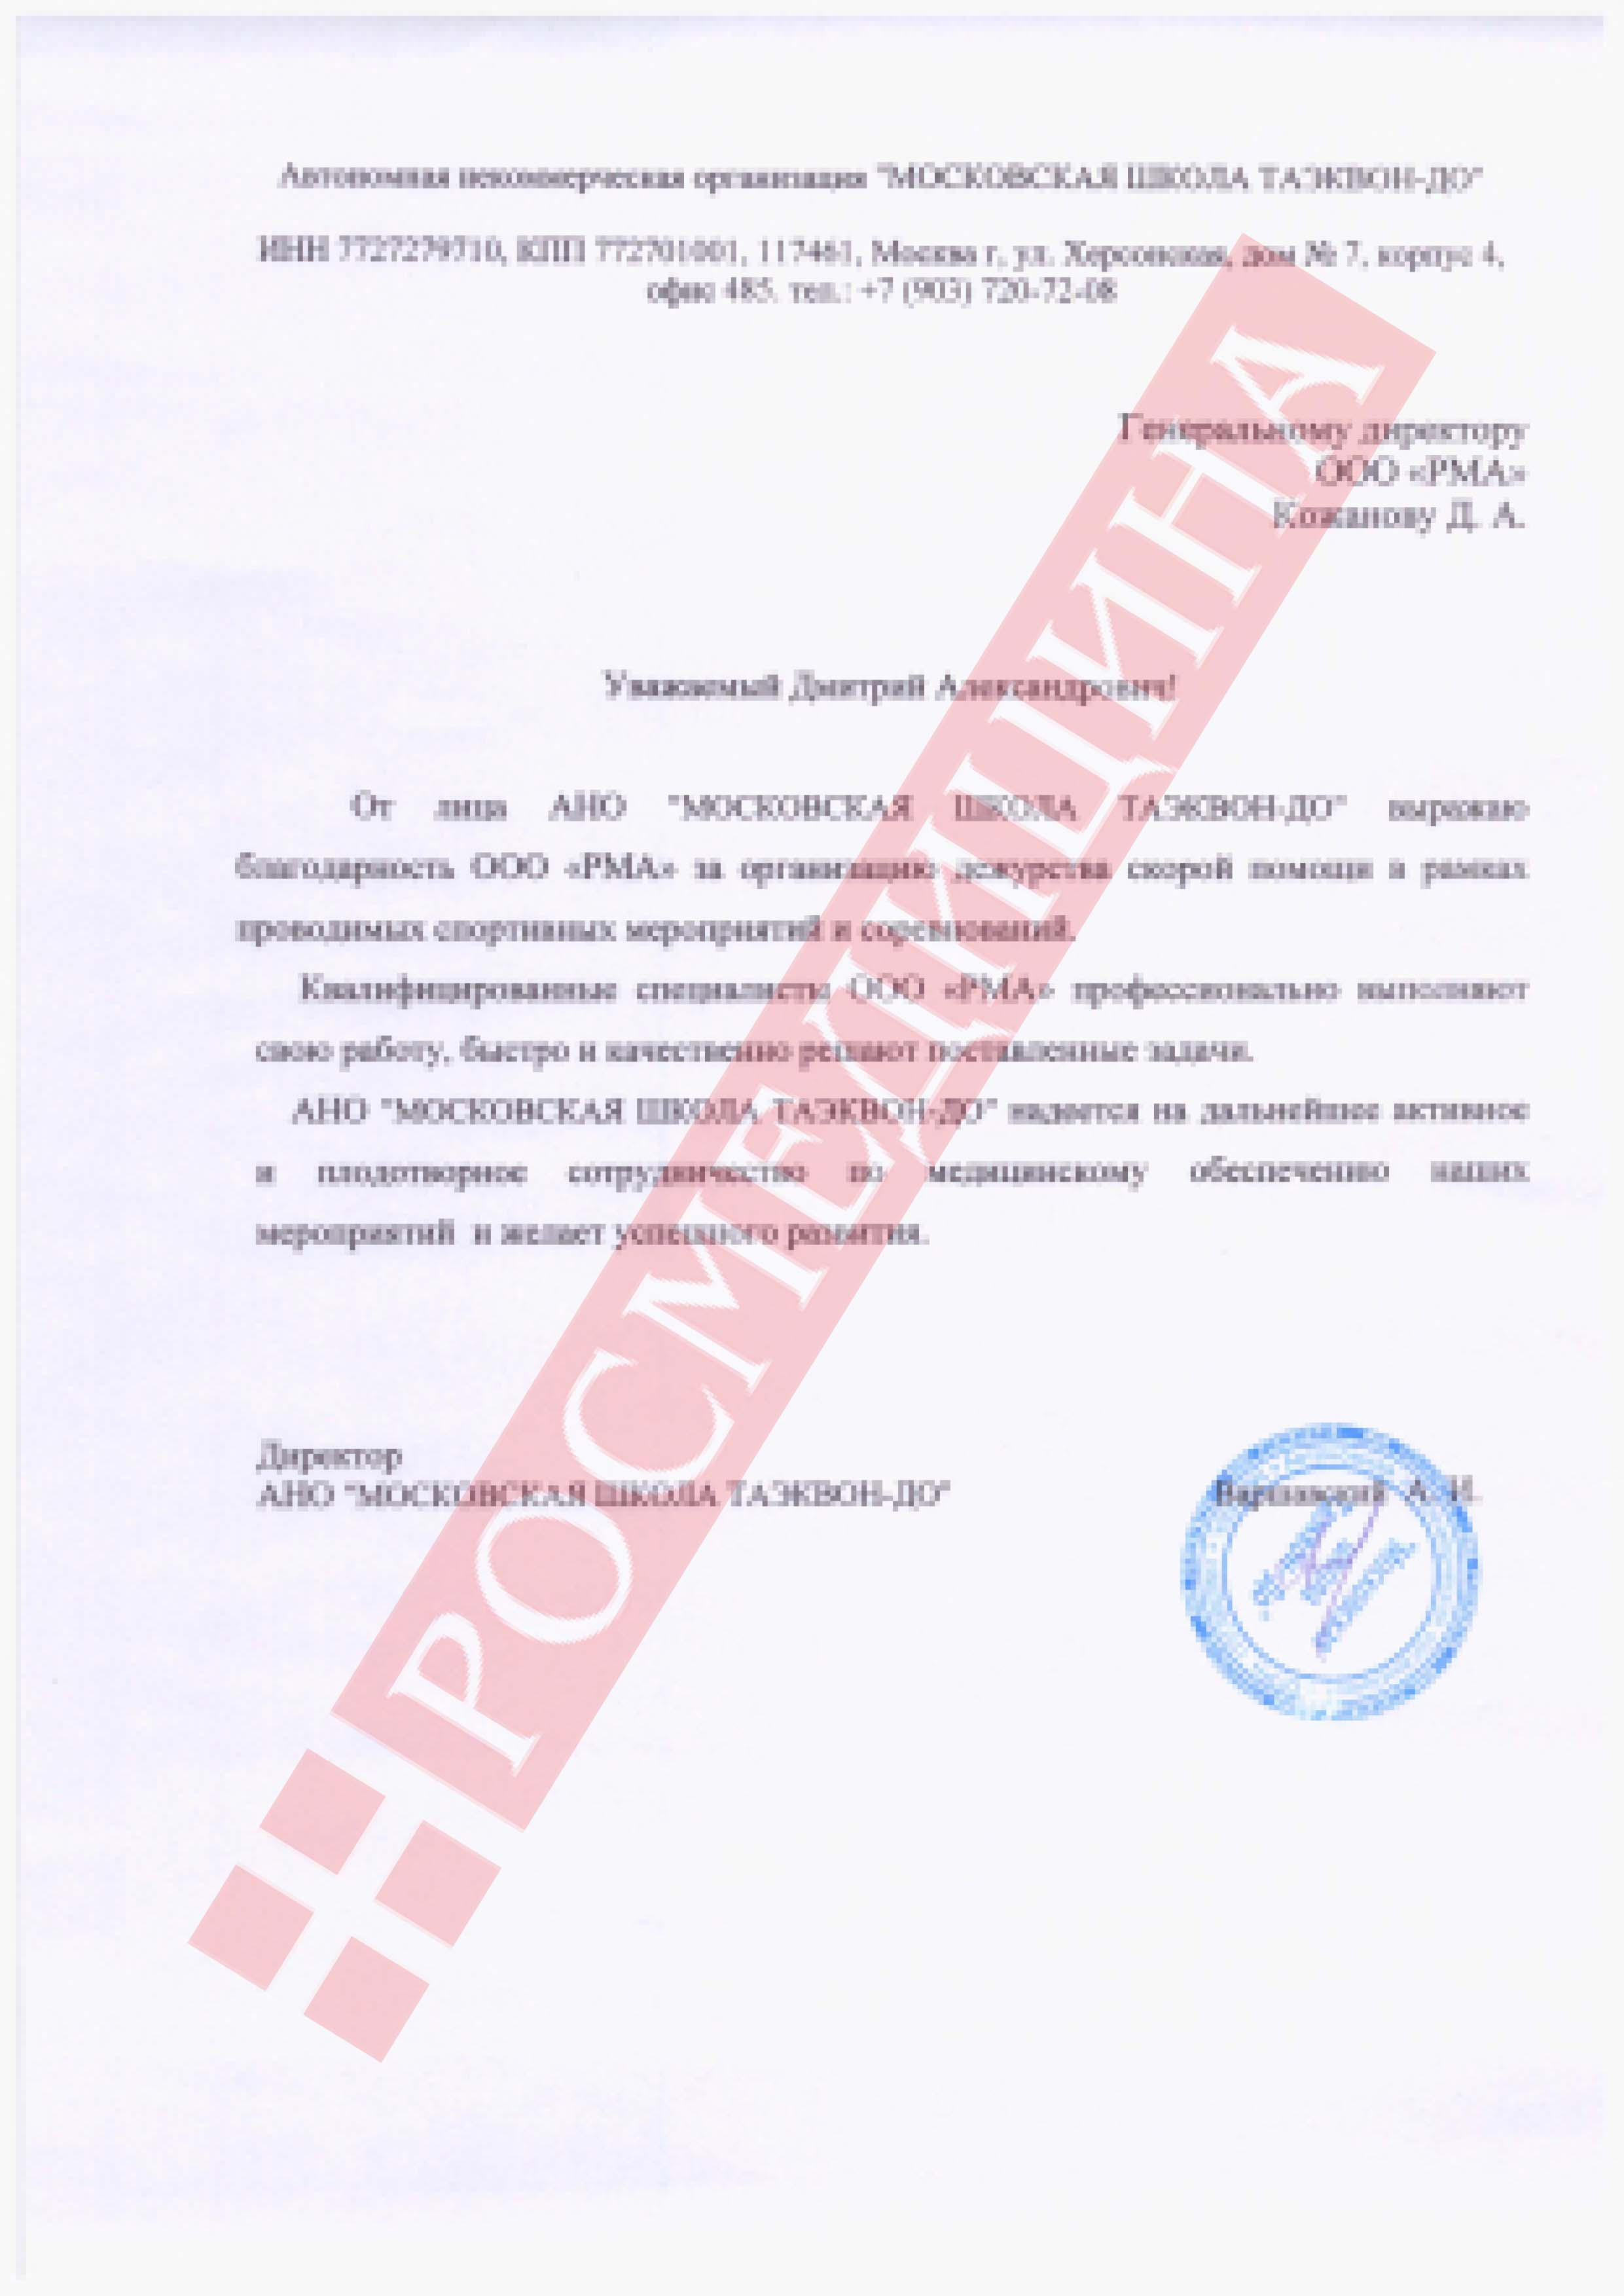 Автономная некоммерческая организация "МОСКОВСКАЯ ШКОЛА ТАЭКВОН-ДО"
ИНН 7727279710, КПП 772701001, 117461, Москва г, ул. Херсонская, дом № 7, корпус 4,
офис 485. тел.: +7 (903) 720-72-08
Генеральному директору
ООО «РМА»
Кожанову Д. А.
Уважаемый Дмитрий Александрович!
От лица АНО "МОСКОВСКАЯ ШКОЛА ТАЭКВОН-ДО" выражаю
благодарность ООО «РМА» за организацию дежурства скорой помощи в рамках
проводимых спортивных мероприятий и соревнований.
Квалифицированные специалисты ООО «РМА» профессионально выполняют
свою работу, быстро и качественно решают поставленные задачи.
АНО "МОСКОВСКАЯ ШКОЛА ТАЭКВОН-ДО" надеется на дальнейшее активное
и плодотворное сотрудничество по медицинскому обеспечению наших
мероприятий и желает успешного развития.
Директор
АНО "МОСКОВСКАЯ ШКОЛА ТАЭКВОН-ДО"
А. И.
РОСМЕДИЦИНА